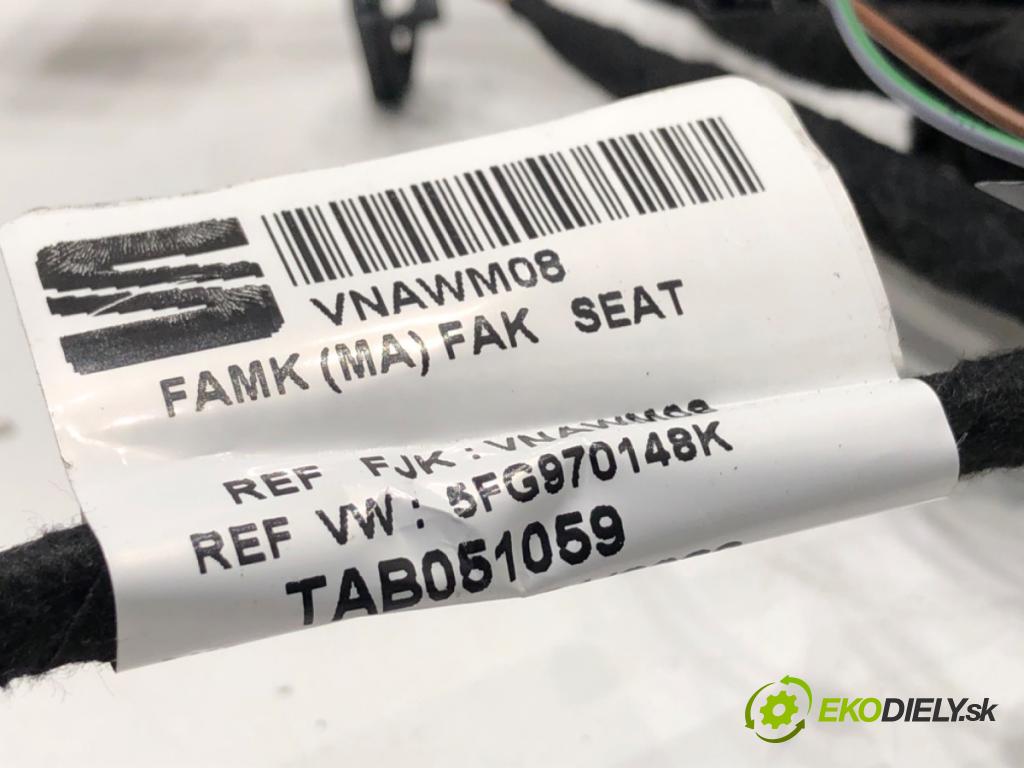 VNAWM08
FAMK (MA) FAK SEAT
REF FJK : VNAWM08
REF VW : 5FG970148K
TAB051059
EKODIELY.sk